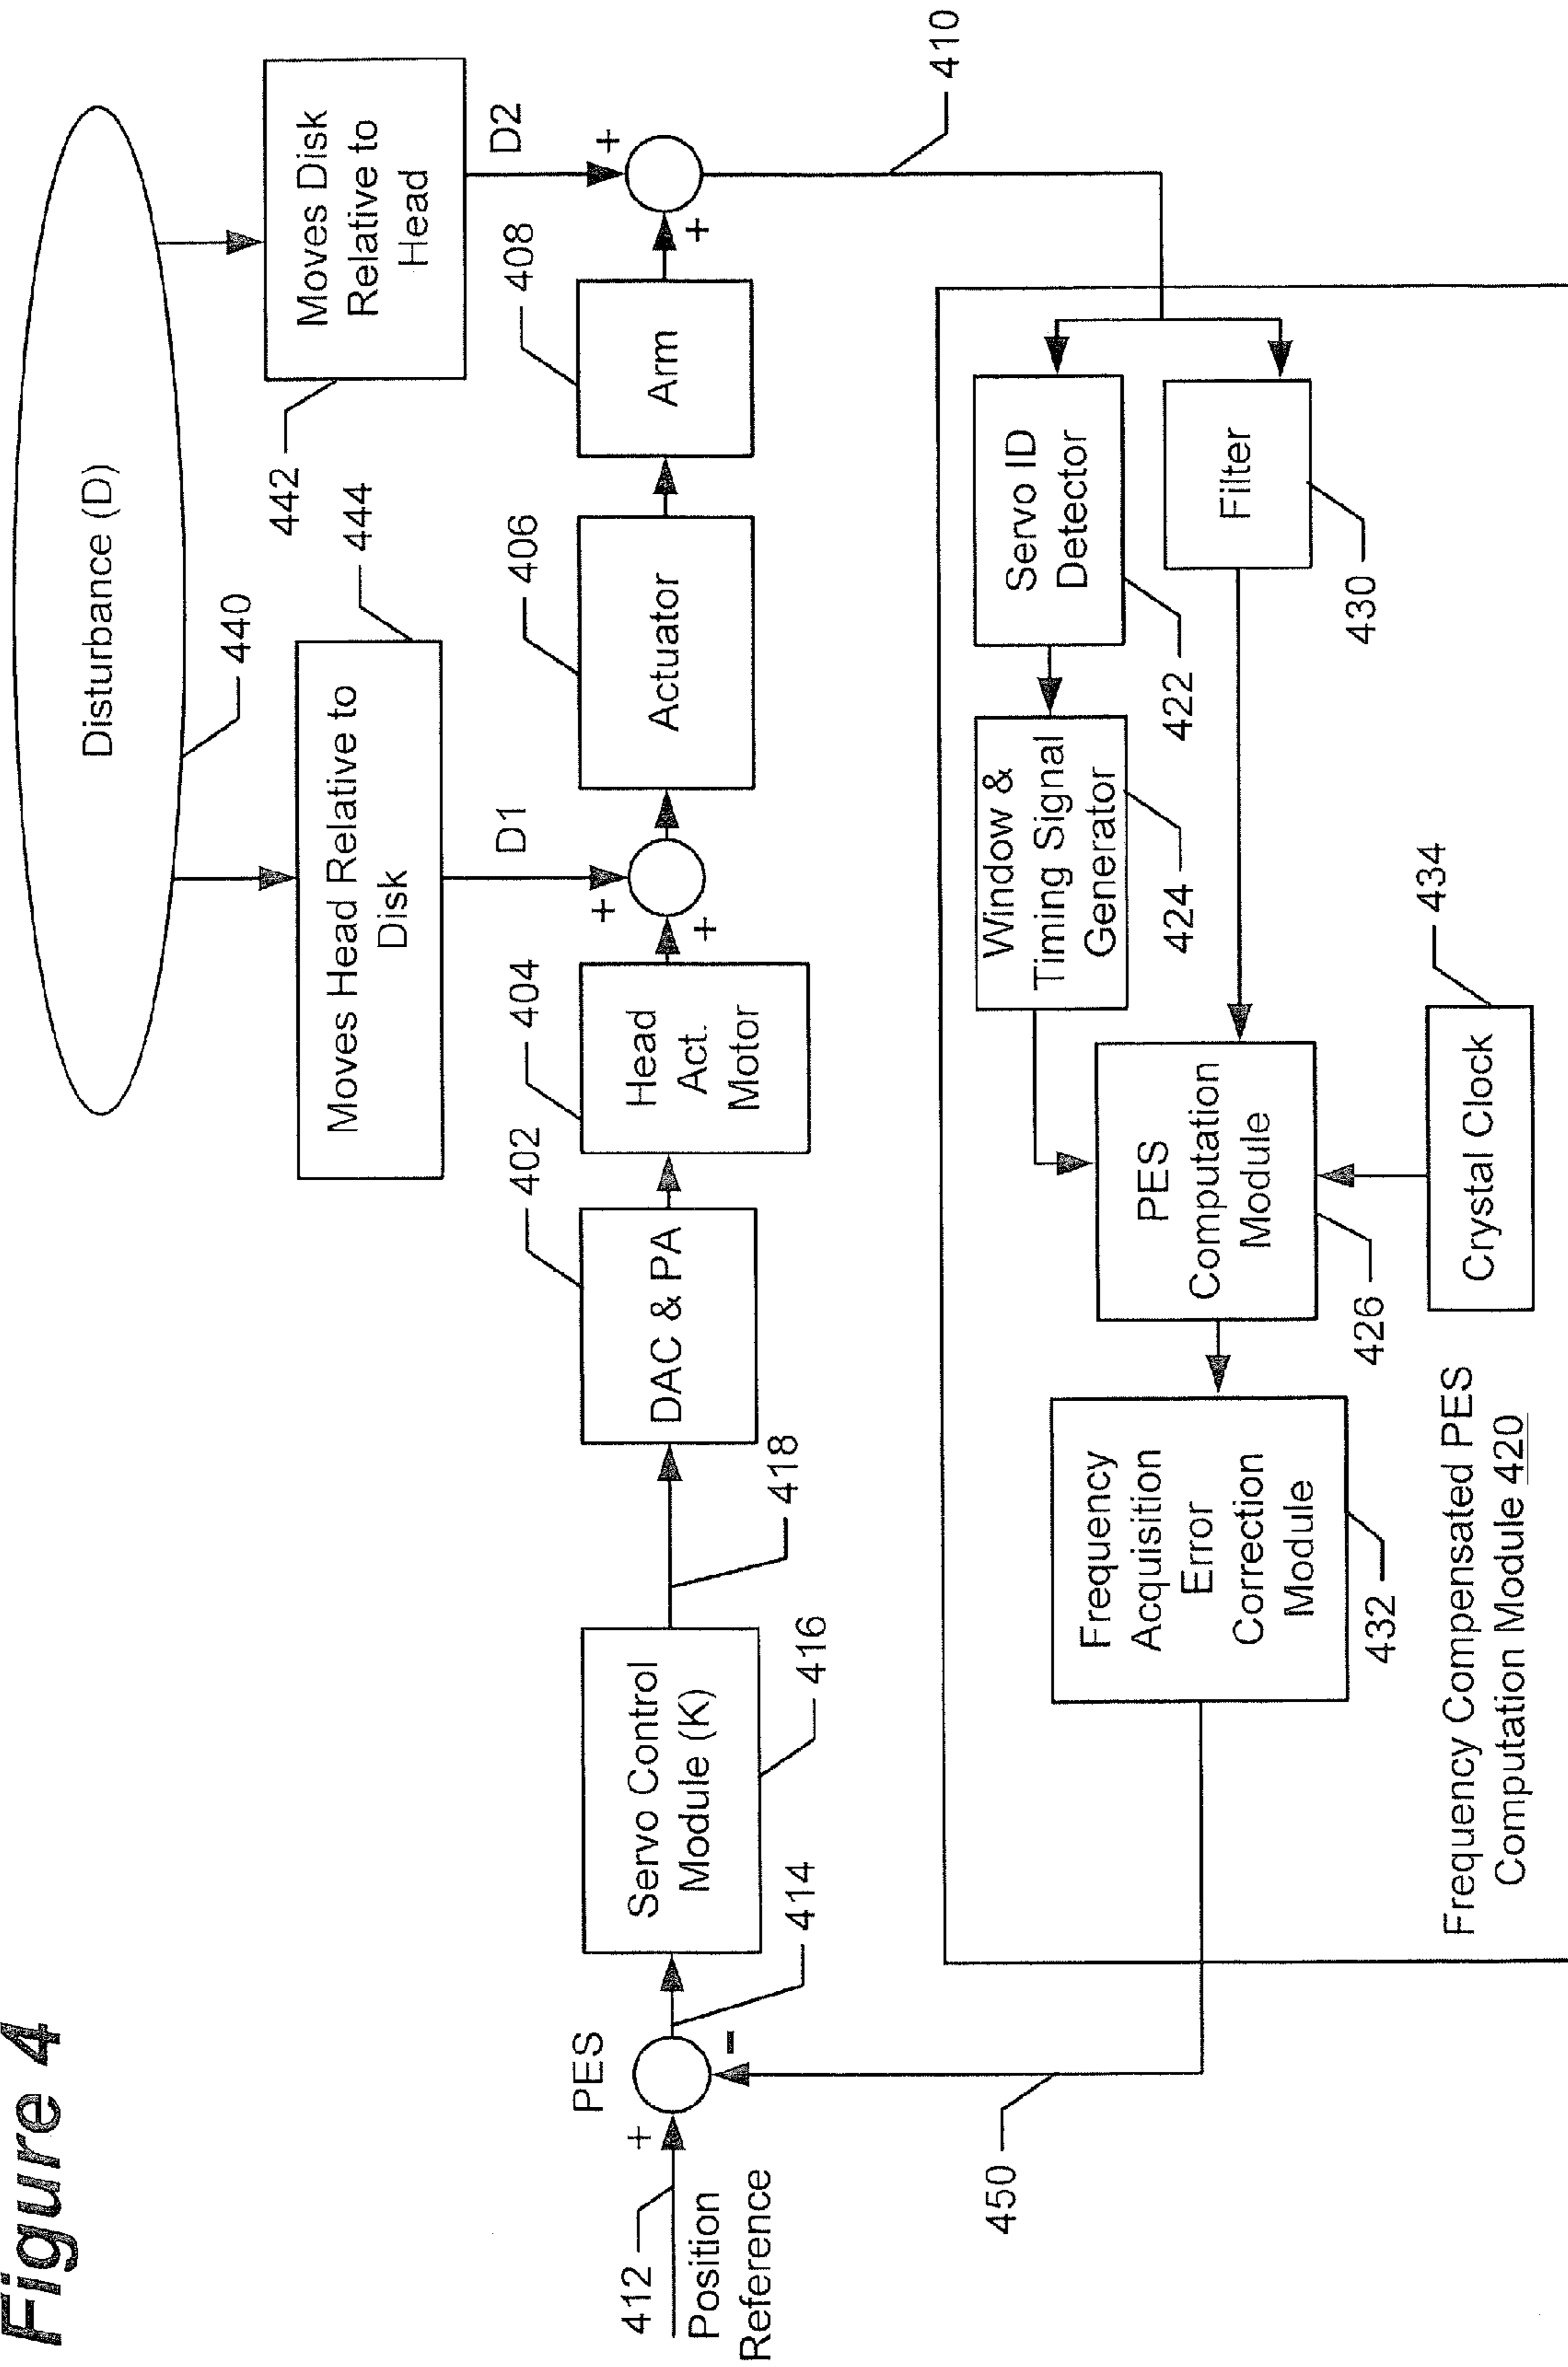 Figure 4
Disturbance (D)
440
Moves Head Relative to
Disk
444
Moves Disk
Relative to
Head
442
D1
D2
412
Position
Reference
+
-
PES
414
Servo Control
Module (K)
416
418
DAC & PA
402
Head
Act.
Motor
404
+
+
Actuator
406
Arm
408
+
+
410
450
Frequency
Acquisition
Error
Correction
Module
432
PES
Computation
Module
426
Window &
Timing Signal
Generator
424
Servo ID
Detector
422
Filter
430
Crystal Clock
434
Frequency Compensated PES
Computation Module 420